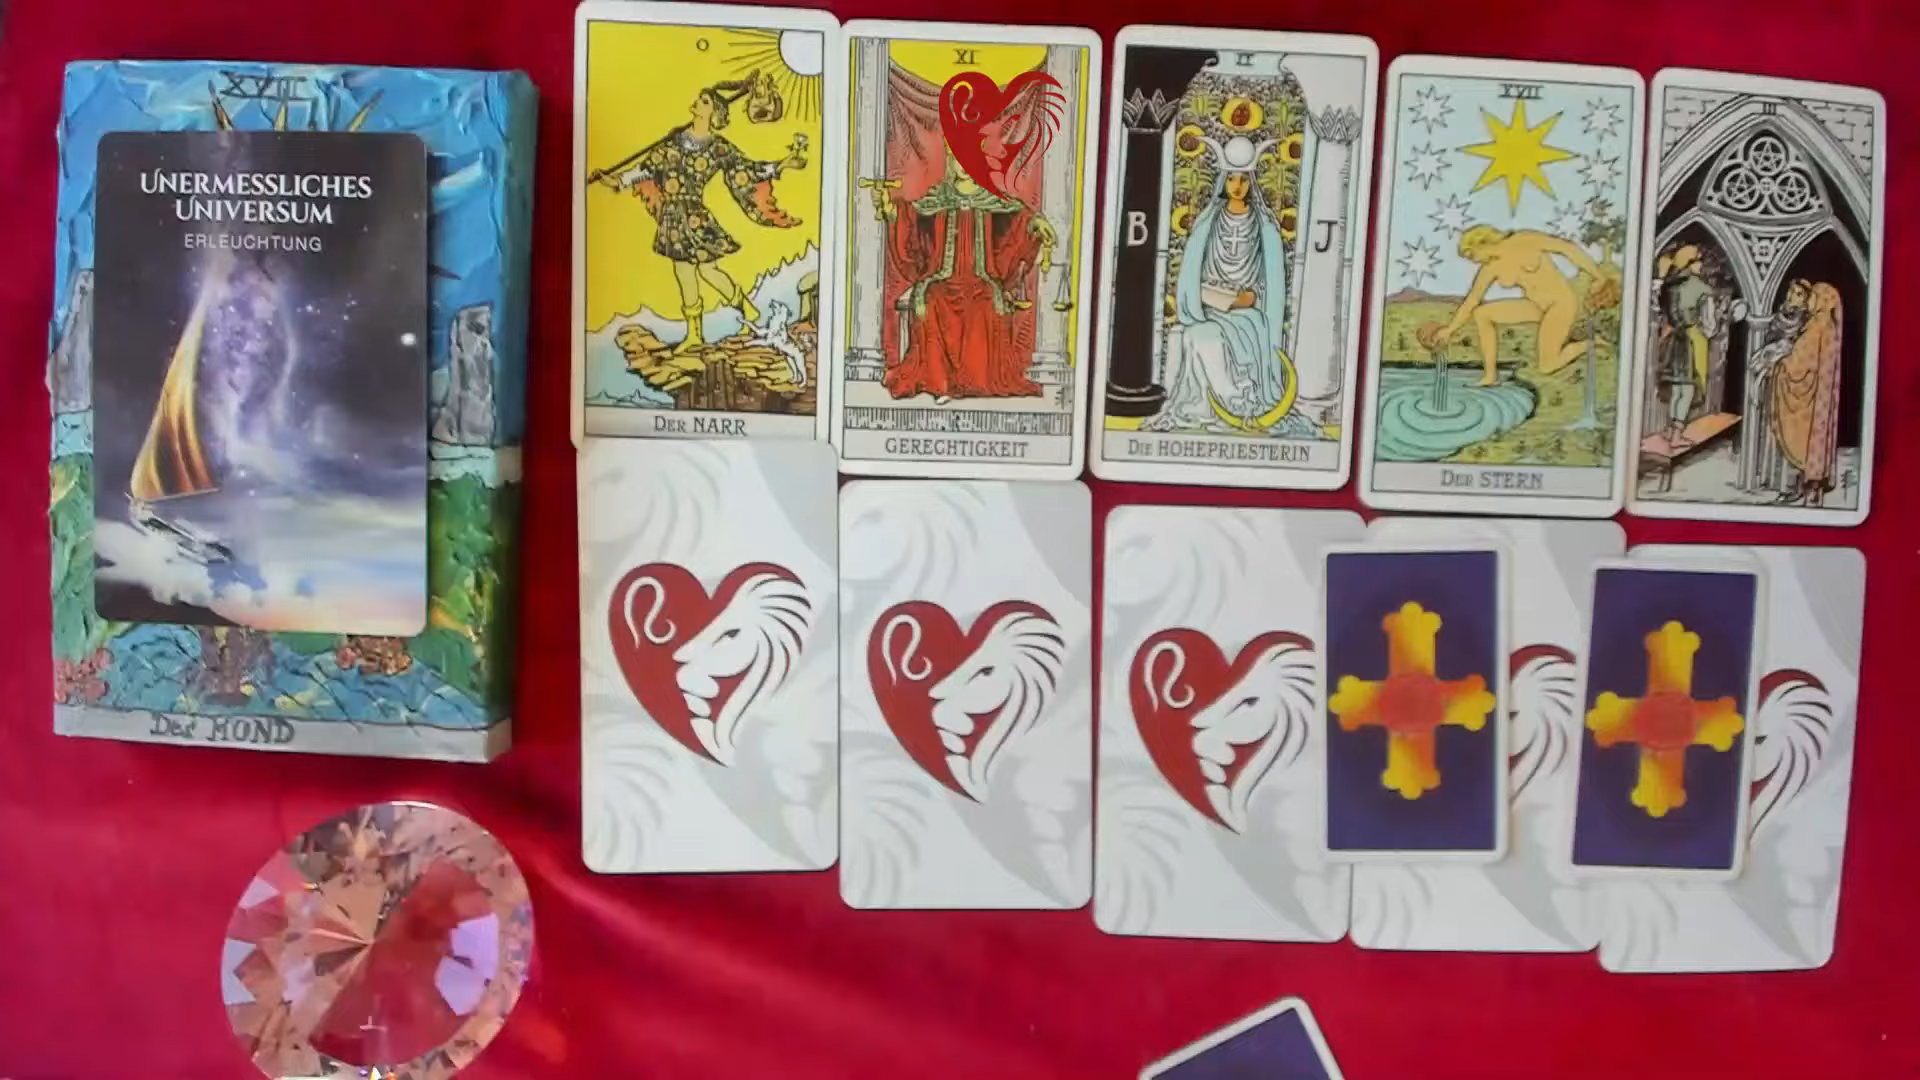 XVIII
UNERMESSLICHES
UNIVERSUM
ERLEUCHTUNG
Der MOND
0
DER NARR
XI
GERECHTIGKEIT
II
B
J
DIE HOHEPRIESTERIN
XVII
DER STERN
III